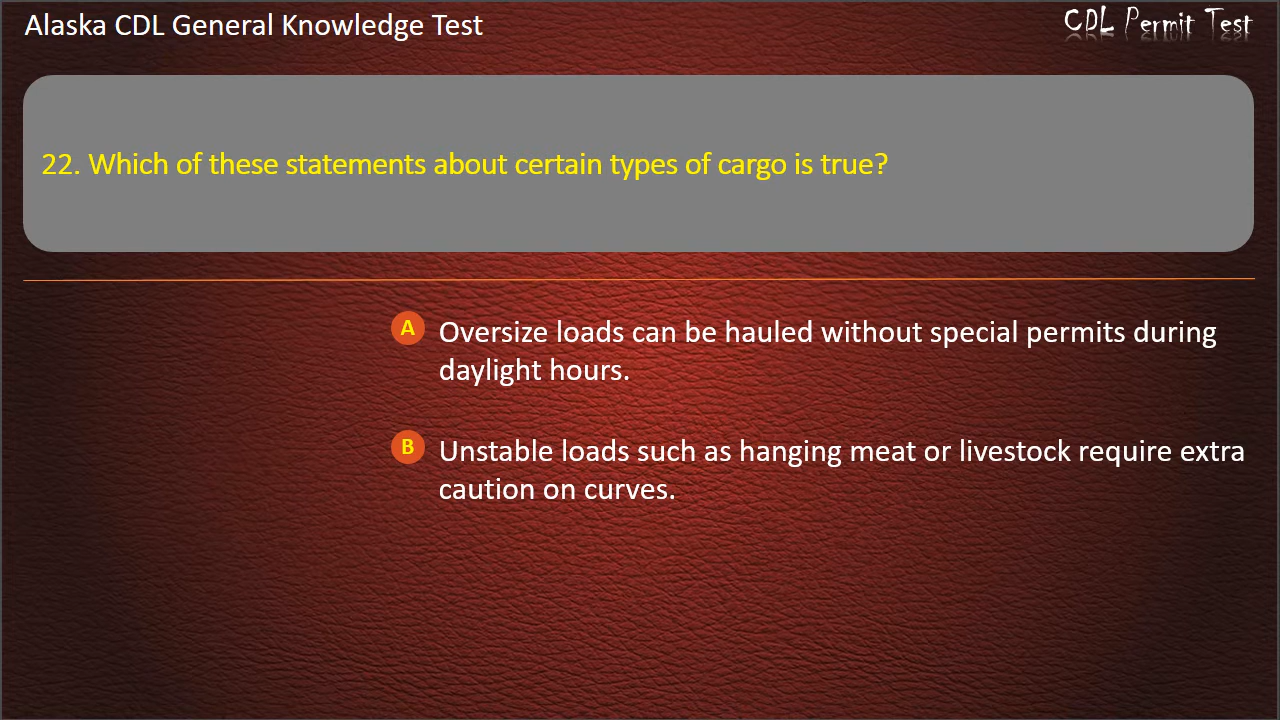 Alaska CDL General Knowledge Test
CDL Permit Test
22. Which of these statements about certain types of cargo is true?
A Oversize loads can be hauled without special permits during
daylight hours.
B Unstable loads such as hanging meat or livestock require extra
caution on curves.